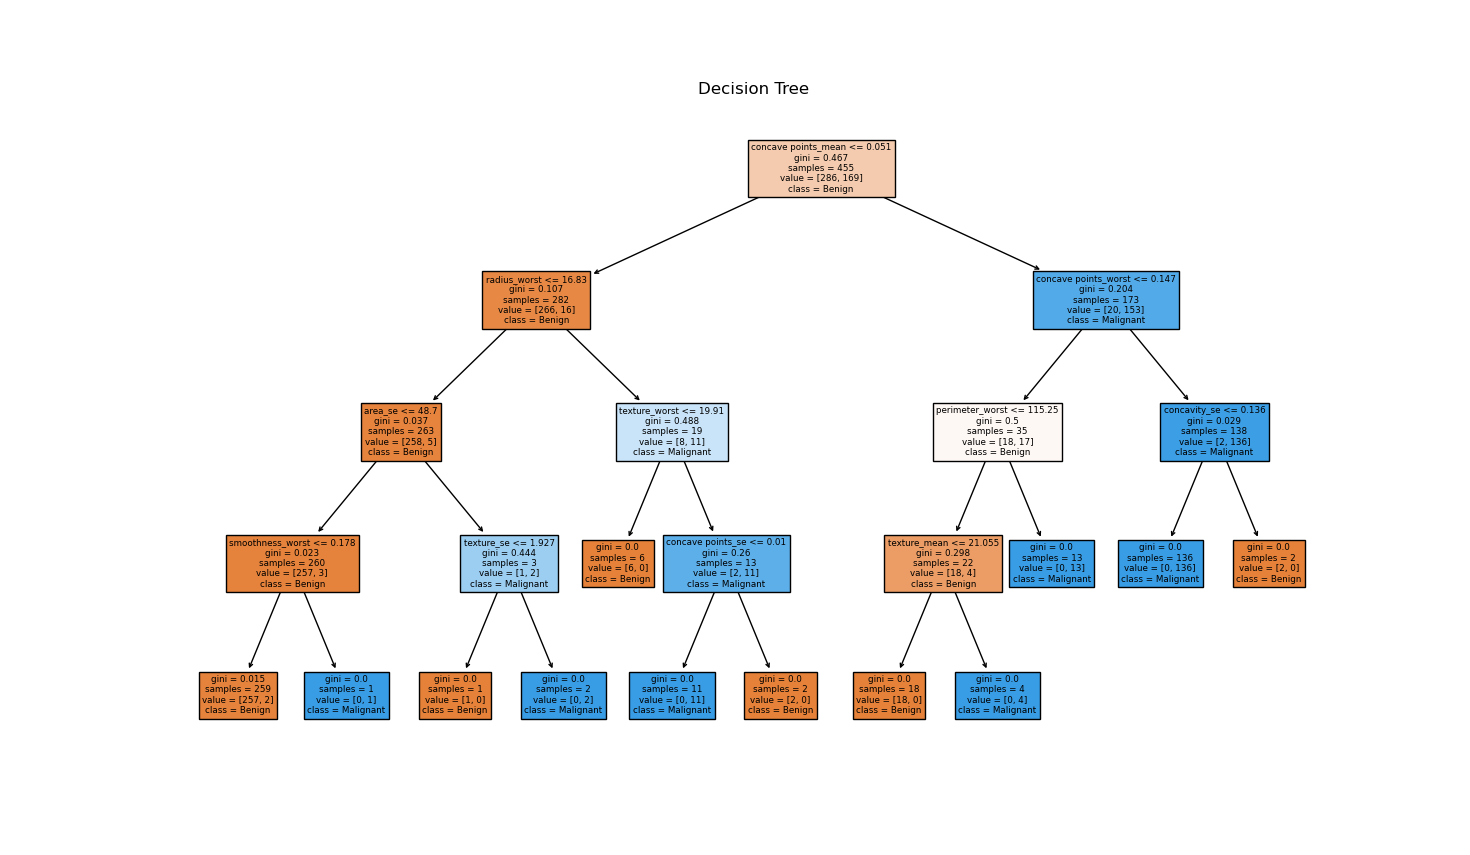 Decision Tree
concave points_mean <= 0.051
gini = 0.467
samples = 455
value = [286, 169]
class = Benign
radius_worst <= 16.83
gini = 0.107
samples = 282
value = [266, 16]
class = Benign
concave points_worst <= 0.147
gini = 0.204
samples = 173
value = [20, 153]
class = Malignant
area_se <= 48.7
gini = 0.037
samples = 263
value = [258, 5]
class = Benign
texture_worst <= 19.91
gini = 0.488
samples = 19
value = [8, 11]
class = Malignant
perimeter_worst <= 115.25
gini = 0.5
samples = 35
value = [18, 17]
class = Benign
concavity_se <= 0.136
gini = 0.029
samples = 138
value = [2, 136]
class = Malignant
smoothness_worst <= 0.178
gini = 0.023
samples = 260
value = [257, 3]
class = Benign
texture_se <= 1.927
gini = 0.444
samples = 3
value = [1, 2]
class = Malignant
gini = 0.0
samples = 6
value = [6, 0]
class = Benign
concave points_se <= 0.01
gini = 0.26
samples = 13
value = [2, 11]
class = Malignant
texture_mean <= 21.055
gini = 0.298
samples = 22
value = [18, 4]
class = Benign
gini = 0.0
samples = 13
value = [0, 13]
class = Malignant
gini = 0.0
samples = 136
value = [0, 136]
class = Malignant
gini = 0.0
samples = 2
value = [2, 0]
class = Benign
gini = 0.015
samples = 259
value = [257, 2]
class = Benign
gini = 0.0
samples = 1
value = [0, 1]
class = Malignant
gini = 0.0
samples = 1
value = [1, 0]
class = Benign
gini = 0.0
samples = 2
value = [0, 2]
class = Malignant
gini = 0.0
samples = 11
value = [0, 11]
class = Malignant
gini = 0.0
samples = 2
value = [2, 0]
class = Benign
gini = 0.0
samples = 18
value = [18, 0]
class = Benign
gini = 0.0
samples = 4
value = [0, 4]
class = Malignant